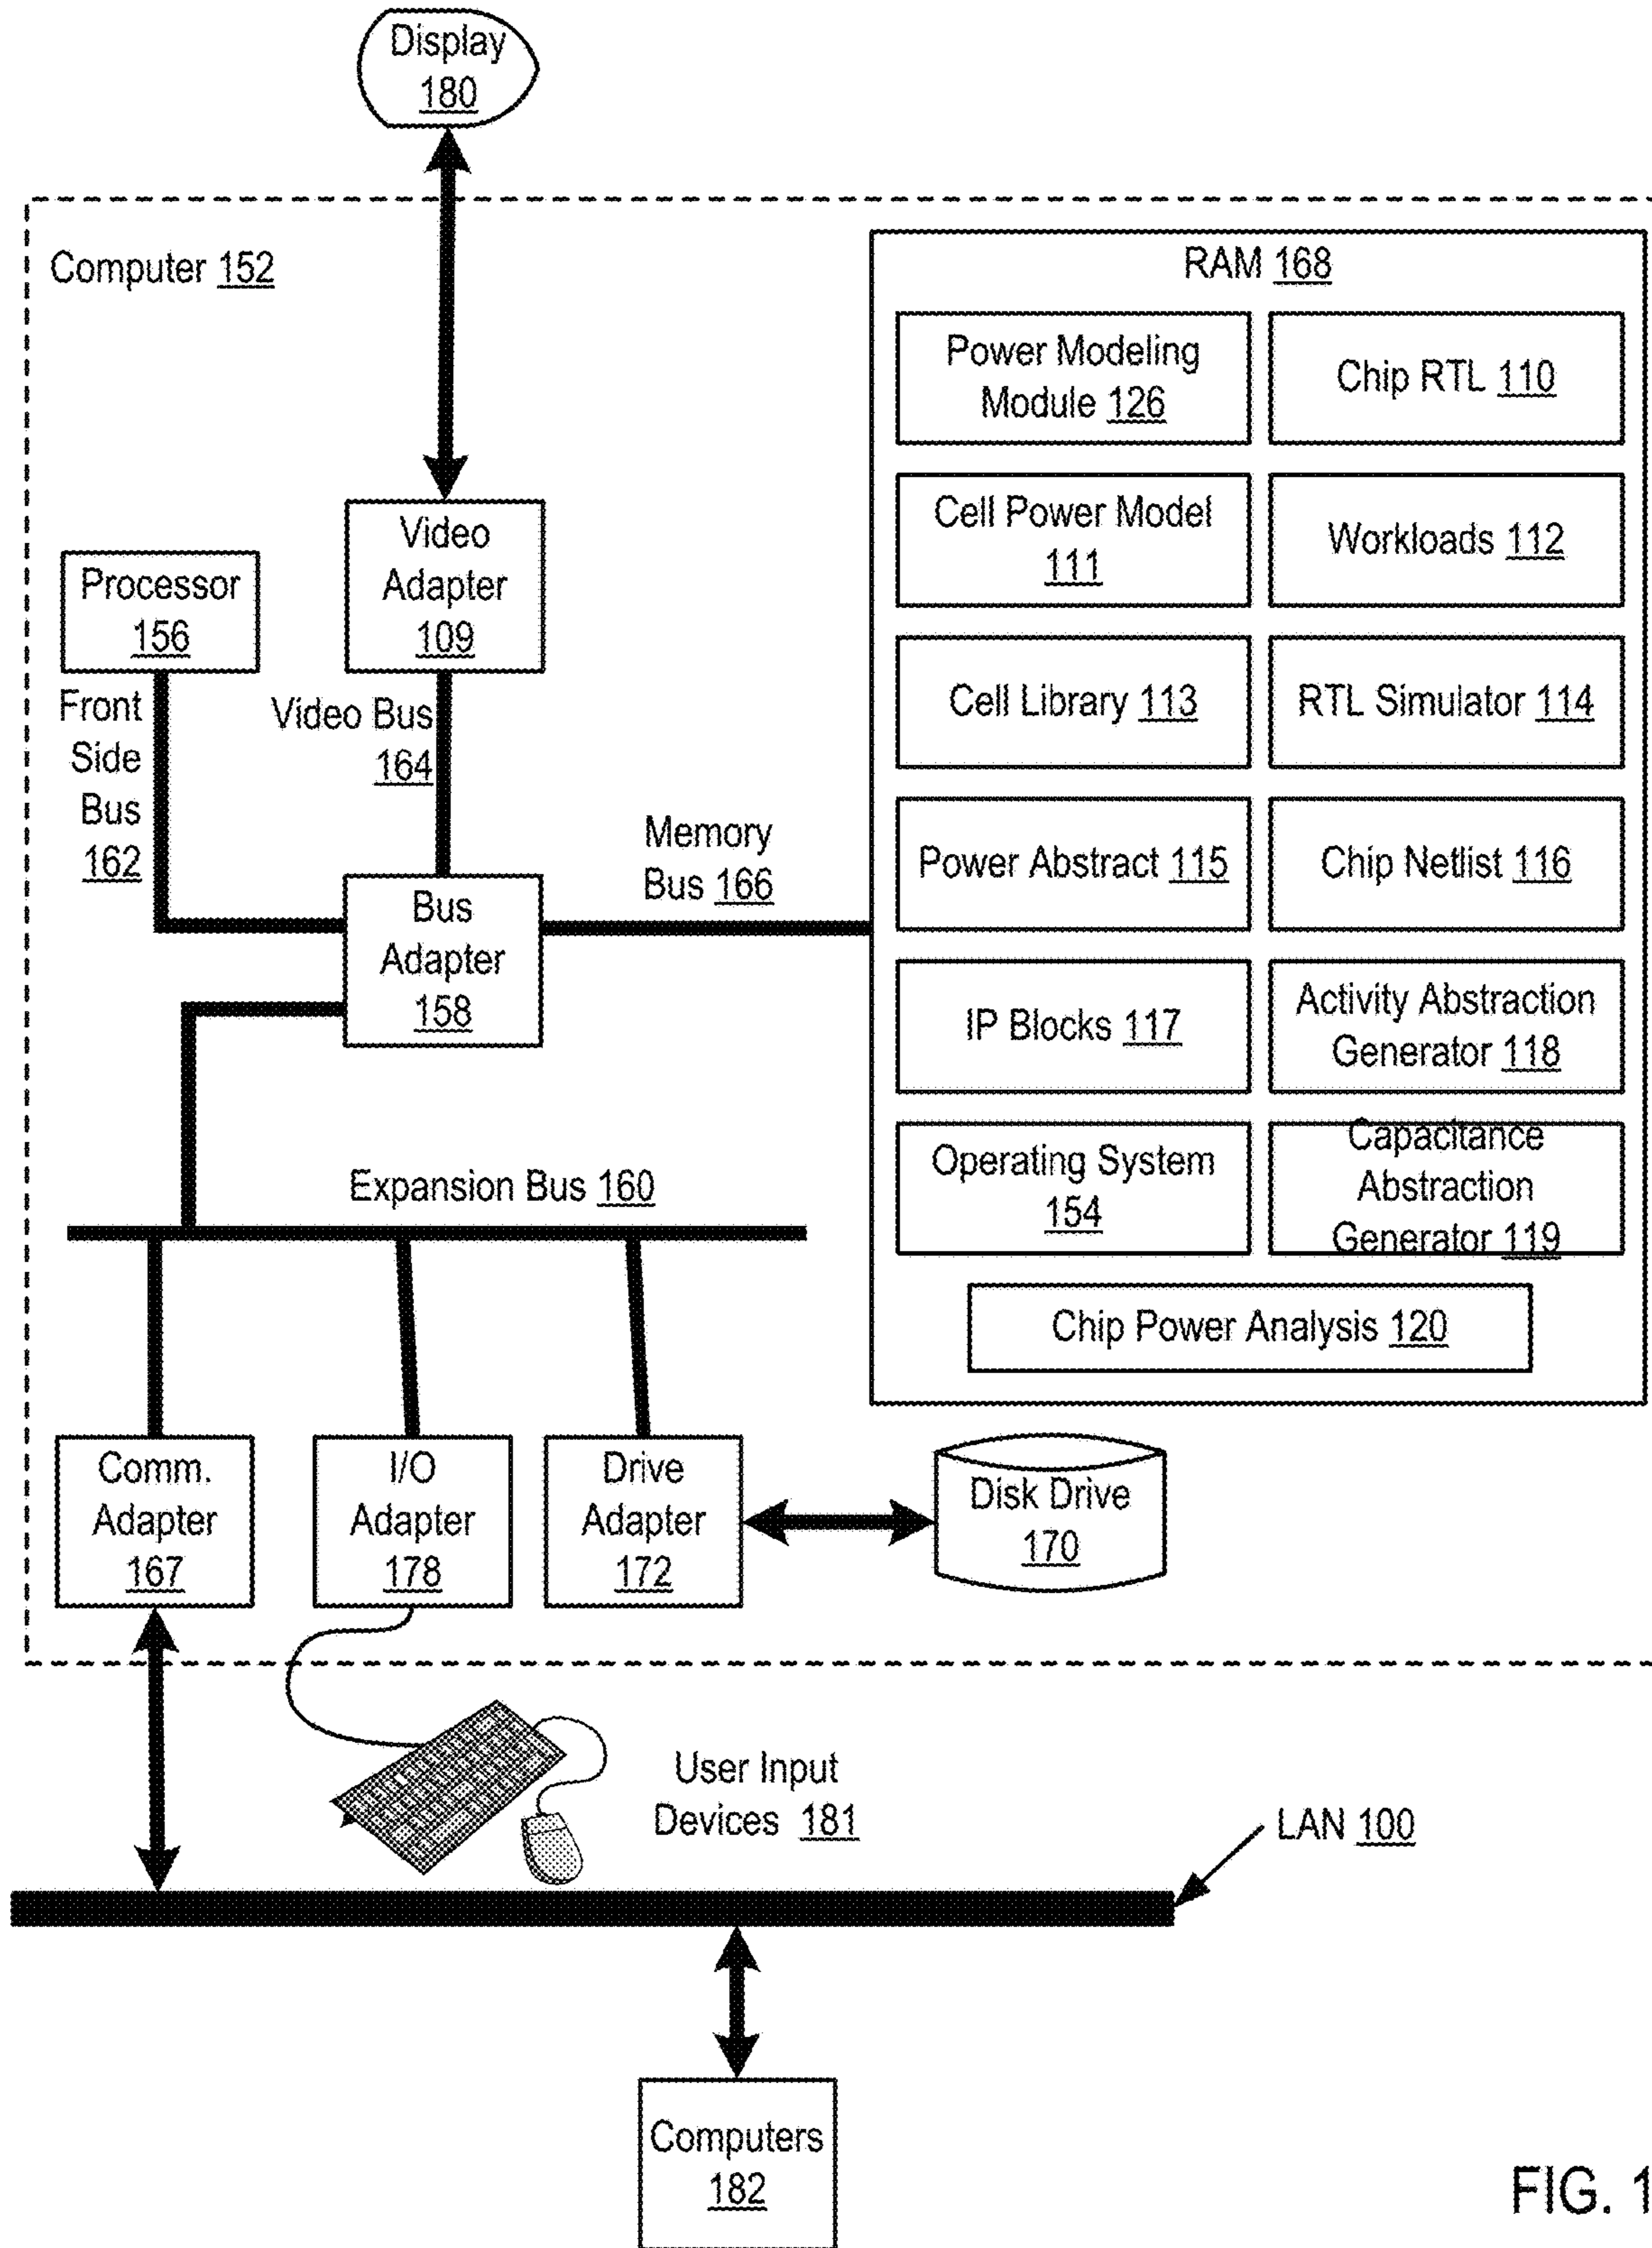 Display
180
Computer 152
RAM 168
Power Modeling
Module 126
Chip RTL 110
Cell Power Model
111
Workloads 112
Cell Library 113
RTL Simulator 114
Power Abstract 115
Chip Netlist 116
IP Blocks 117
Activity Abstraction
Generator 118
Operating System
154
Capacitance
Abstraction
Generator 119
Chip Power Analysis 120
Video
Adapter
109
Processor
156
Front
Side
Bus
162
Video Bus
164
Memory
Bus 166
Bus
Adapter
158
Expansion Bus 160
Comm.
Adapter
167
I/O
Adapter
178
Drive
Adapter
172
Disk Drive
170
User Input
Devices 181
LAN 100
Computers
182
FIG. 1